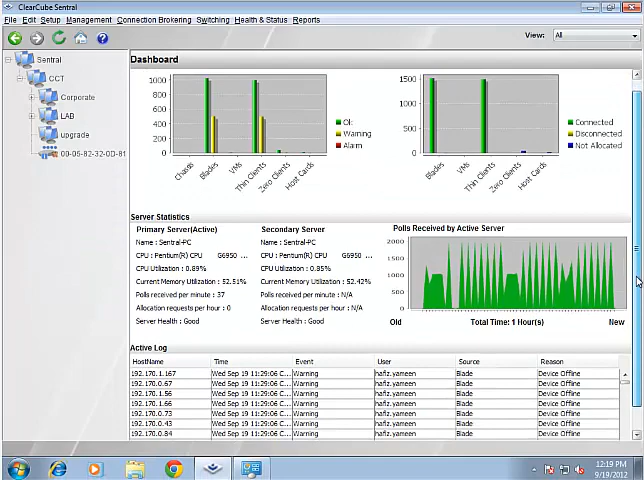 ClearCube Sentral
File Edit Setup Management Connection Brokering Switching Health & Status Reports
View: All
Sentral
CCT
Corporate
LAB
upgrade
00-05-82-32-0D-81
Dashboard
1000
800
600
400
200
0
Chassis
Blades
VMs
Thin Clients
Zero Clients
Host Cards
OK
Warning
Alarm
1500
1000
500
0
Blades
VMs
Thin Clients
Zero Clients
Host Cards
Connected
Disconnected
Not Allocated
Server Statistics
Primary Server(Active)
Name : Sentral-PC
CPU : Pentium(R) CPU G6950 ...
CPU Utilization : 0.89%
Current Memory Utilization : 52.51%
Polls received per minute : 37
Allocation requests per hour : 0
Server Health : Good
Secondary Server
Name : Sentral-PC
CPU : Pentium(R) CPU G6950 ...
CPU Utilization : 0.85%
Current Memory Utilization : 52.42%
Polls received per minute : N/A
Allocation requests per hour : N/A
Server Health : Good
Polls Received by Active Server
2000
1500
1000
500
0
Old Total Time: 1 Hour(s) New
Active Log
HostName Time Event User Source Reason
192.170.1.167 Wed Sep 19 11:29:06 C... Warning hafiz.yameen Blade Device Offline
192.170.0.67 Wed Sep 19 11:29:06 C... Warning hafiz.yameen Blade Device Offline
192.170.1.56 Wed Sep 19 11:29:06 C... Warning hafiz.yameen Blade Device Offline
192.170.1.66 Wed Sep 19 11:29:06 C... Warning hafiz.yameen Blade Device Offline
192.170.0.73 Wed Sep 19 11:29:06 C... Warning hafiz.yameen Blade Device Offline
192.170.0.43 Wed Sep 19 11:29:06 C... Warning hafiz.yameen Blade Device Offline
192.170.0.84 Wed Sep 19 11:29:06 C... Warning hafiz.yameen Blade Device Offline
12:19 PM
9/19/2012